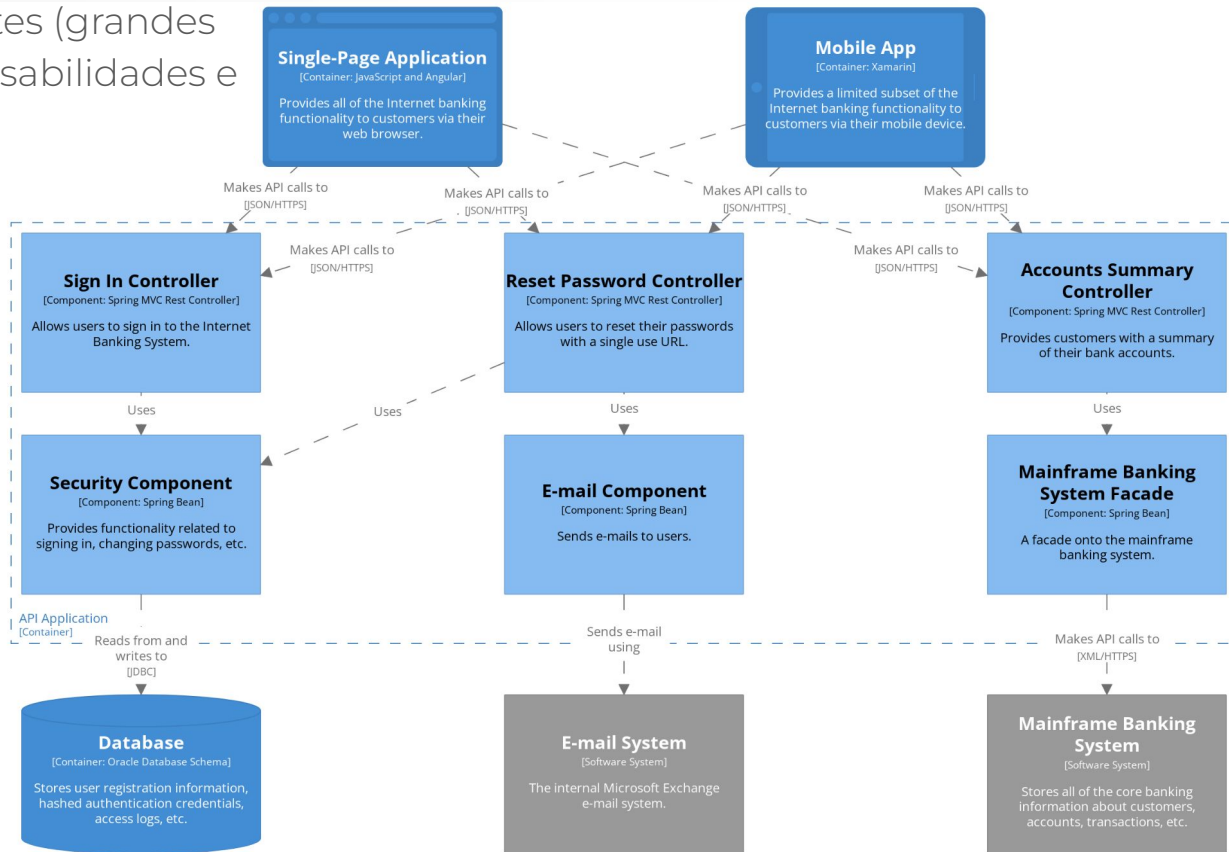 tes (grandes
sabilidades e
Single-Page Application
[Container: JavaScript and Angular]
Provides all of the Internet banking
functionality to customers via their
web browser.
Mobile App
[Container: Xamarin]
Provides a limited subset of the
Internet banking functionality to
customers via their mobile device.
Makes API calls to
[JSON/HTTPS]
Makes API calls to
[JSON/HTTPS]
Makes API calls to
[JSON/HTTPS]
Makes API calls to
[JSON/HTTPS]
Makes API calls to
[JSON/HTTPS]
Makes API calls to
[JSON/HTTPS]
Sign In Controller
[Component: Spring MVC Rest Controller]
Allows users to sign in to the Internet
Banking System.
Reset Password Controller
[Component: Spring MVC Rest Controller]
Allows users to reset their passwords
with a single use URL.
Accounts Summary
Controller
[Component: Spring MVC Rest Controller]
Provides customers with a summary
of their bank accounts.
Uses
Uses
Uses
Uses
Security Component
[Component: Spring Bean]
Provides functionality related to
signing in, changing passwords, etc.
E-mail Component
[Component: Spring Bean]
Sends e-mails to users.
Mainframe Banking
System Facade
[Component: Spring Bean]
A facade onto the mainframe
banking system.
API Application
[Container]
Reads from and
writes to
[JDBC]
Sends e-mail
using
Makes API calls to
[XML/HTTPS]
Database
[Container: Oracle Database Schema]
Stores user registration information,
hashed authentication credentials,
access logs, etc.
E-mail System
[Software System]
The internal Microsoft Exchange
e-mail system.
Mainframe Banking
System
[Software System]
Stores all of the core banking
information about customers,
accounts, transactions, etc.